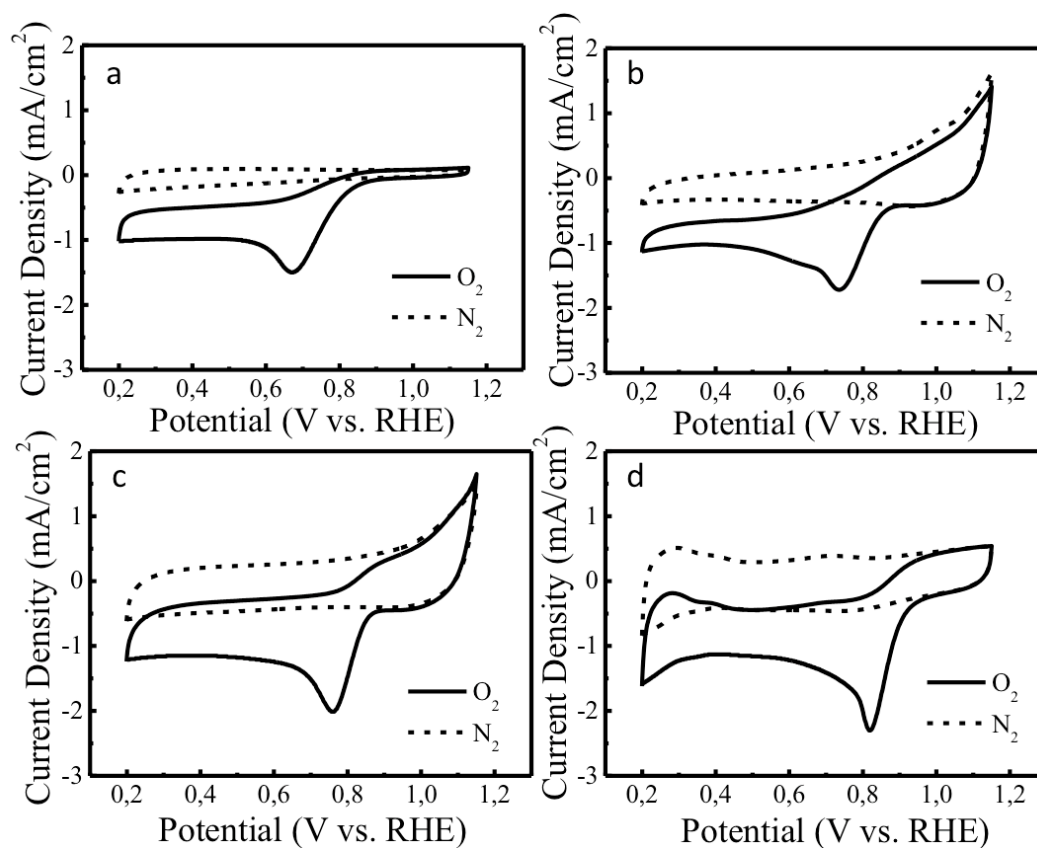 a
2
1
0
-1
-2
-3
Current Density (mA/cm²)
O₂
N₂
0,2 0,4 0,6 0,8 1,0 1,2
Potential (V vs. RHE)
b
2
1
0
-1
-2
-3
Current Density (mA/cm²)
O₂
N₂
0,2 0,4 0,6 0,8 1,0 1,2
Potential (V vs. RHE)
c
2
1
0
-1
-2
-3
Current Density (mA/cm²)
O₂
N₂
0,2 0,4 0,6 0,8 1,0 1,2
Potential (V vs. RHE)
d
2
1
0
-1
-2
-3
Current Density (mA/cm²)
O₂
N₂
0,2 0,4 0,6 0,8 1,0 1,2
Potential (V vs. RHE)